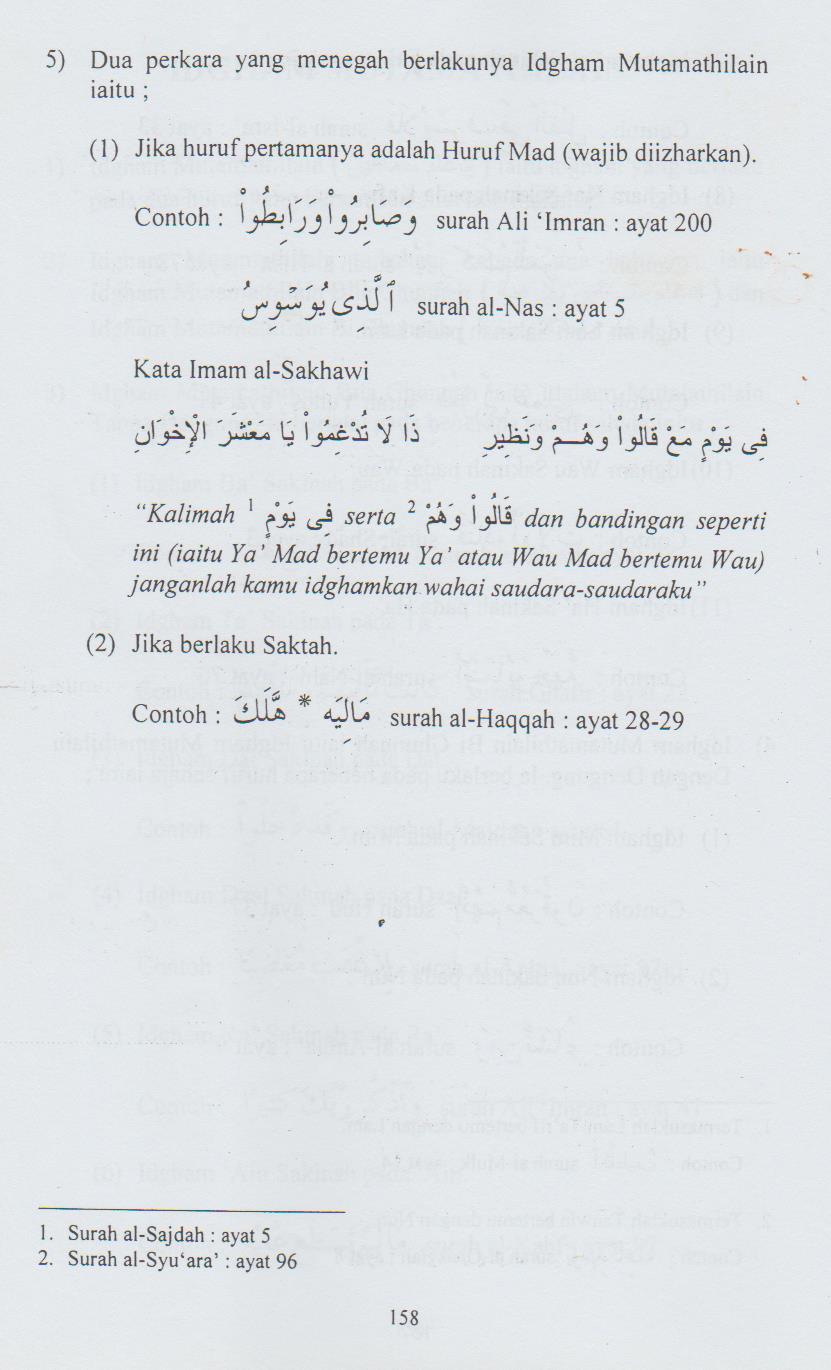 5) Dua perkara yang menegah berlakunya Idgham Mutamathilain
iaitu ;
(1) Jika huruf pertamanya adalah Huruf Mad (wajib diizharkan).
Contoh : وَصَابِرُواْ وَرَابِطُواْ surah Ali ‘Imran : ayat 200
ٱلَّذِى يُوَسْوِسُ surah al-Nas : ayat 5
Kata Imam al-Sakhawi
فِى يَوْمٍ مَعَ قَالُواْ وَهُمْ وَنَظِيرِ ذَا لَا تُدْغِمُواْ يَا مَعْشَرَ الْإِخْوَانِ
“Kalimah 1 فِى يَوْمٍ serta 2 قَالُواْ وَهُمْ dan bandingan seperti
ini (iaitu Ya’ Mad bertemu Ya’ atau Wau Mad bertemu Wau)
janganlah kamu idghamkan wahai saudara-saudaraku”
(2) Jika berlaku Saktah.
Contoh : مَالِيَه * هَّلَكَ surah al-Haqqah : ayat 28-29
1. Surah al-Sajdah : ayat 5
2. Surah al-Syu‘ara’ : ayat 96
158